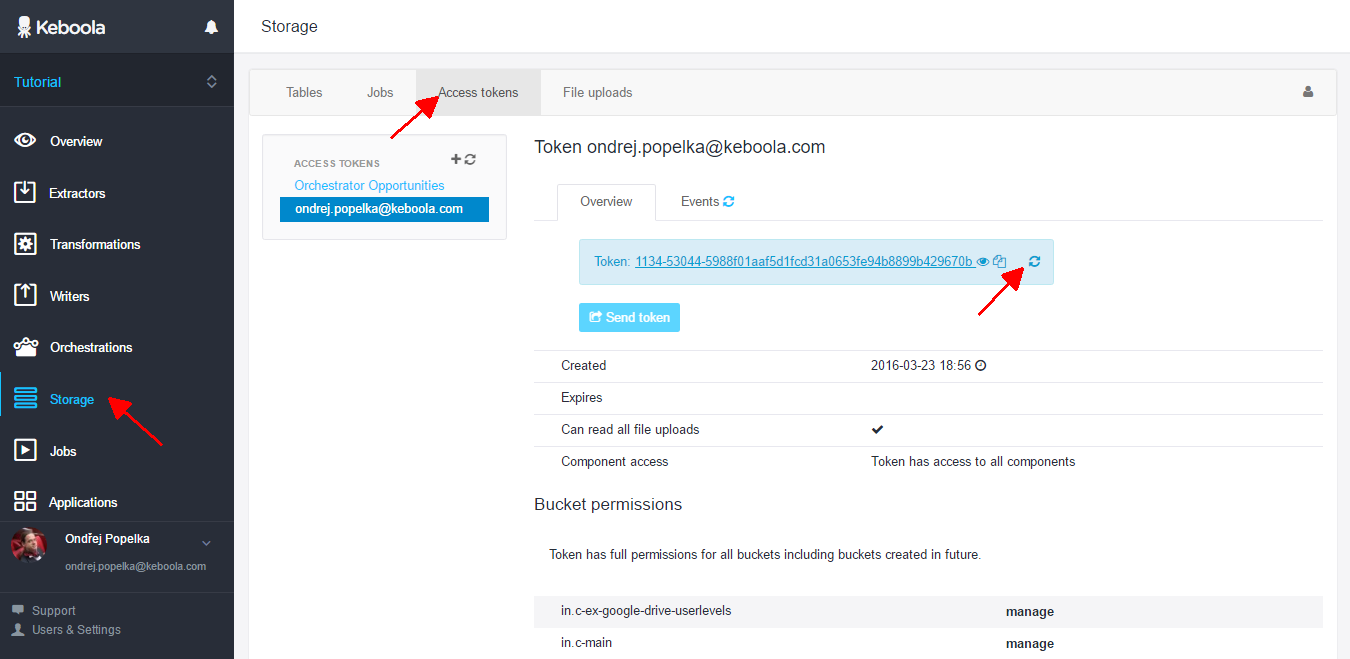 Keboola
Tutorial
Overview
Extractors
Transformations
Writers
Orchestrations
Storage
Jobs
Applications
Ondřej Popelka
ondrej.popelka@keboola.com
Support
Users & Settings
Storage
Tables Jobs Access tokens File uploads
ACCESS TOKENS
Orchestrator Opportunities
ondrej.popelka@keboola.com
Token ondrej.popelka@keboola.com
Overview Events
Token: 1134-53044-5988f01aaf5d1fcd31a0653fe94b8899b429670b
Send token
Created 2016-03-23 18:56
Expires
Can read all file uploads
Component access Token has access to all components
Bucket permissions
Token has full permissions for all buckets including buckets created in future.
in.c-ex-google-drive-userlevels manage
in.c-main manage